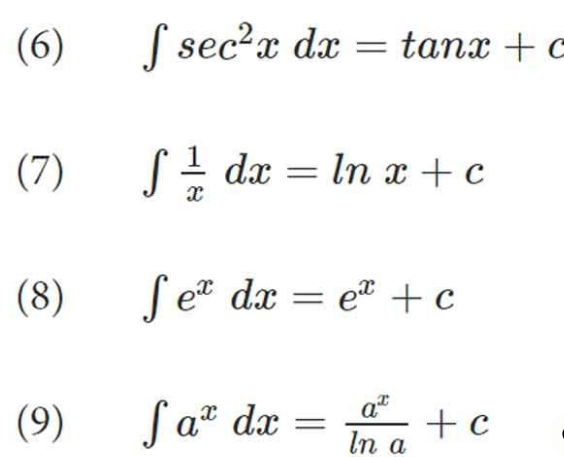 (6) ∫ sec²x dx = tanx + c
(7) ∫ 1/x dx = ln x + c
(8) ∫ eˣ dx = eˣ + c
(9) ∫ aˣ dx = aˣ/ln a + c